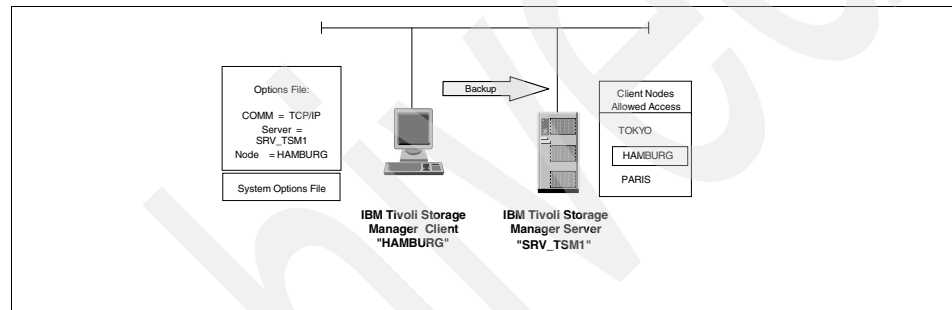 Options File:
COMM = TCP/IP
Server =
SRV_TSM1
Node = HAMBURG
System Options File
Backup
Client Nodes
Allowed Access
TOKYO
HAMBURG
PARIS
IBM Tivoli Storage
Manager Client
"HAMBURG"
IBM Tivoli Storage
Manager Server
"SRV_TSM1"